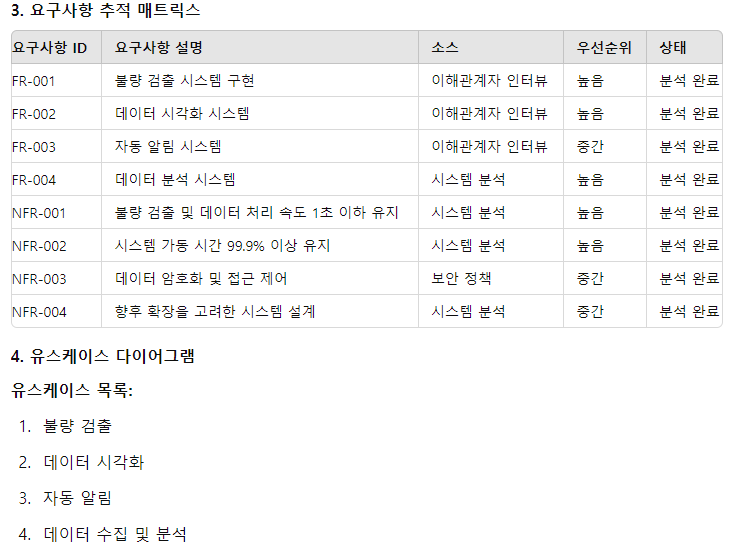 3. 요구사항 추적 매트릭스
요구사항 ID 요구사항 설명 소스 우선순위 상태
FR-001 불량 검출 시스템 구현 이해관계자 인터뷰 높음 분석 완료
FR-002 데이터 시각화 시스템 이해관계자 인터뷰 높음 분석 완료
FR-003 자동 알림 시스템 이해관계자 인터뷰 중간 분석 완료
FR-004 데이터 분석 시스템 시스템 분석 높음 분석 완료
NFR-001 불량 검출 및 데이터 처리 속도 1초 이하 유지 시스템 분석 높음 분석 완료
NFR-002 시스템 가동 시간 99.9% 이상 유지 시스템 분석 높음 분석 완료
NFR-003 데이터 암호화 및 접근 제어 보안 정책 중간 분석 완료
NFR-004 향후 확장을 고려한 시스템 설계 시스템 분석 중간 분석 완료
4. 유스케이스 다이어그램
유스케이스 목록:
1. 불량 검출
2. 데이터 시각화
3. 자동 알림
4. 데이터 수집 및 분석